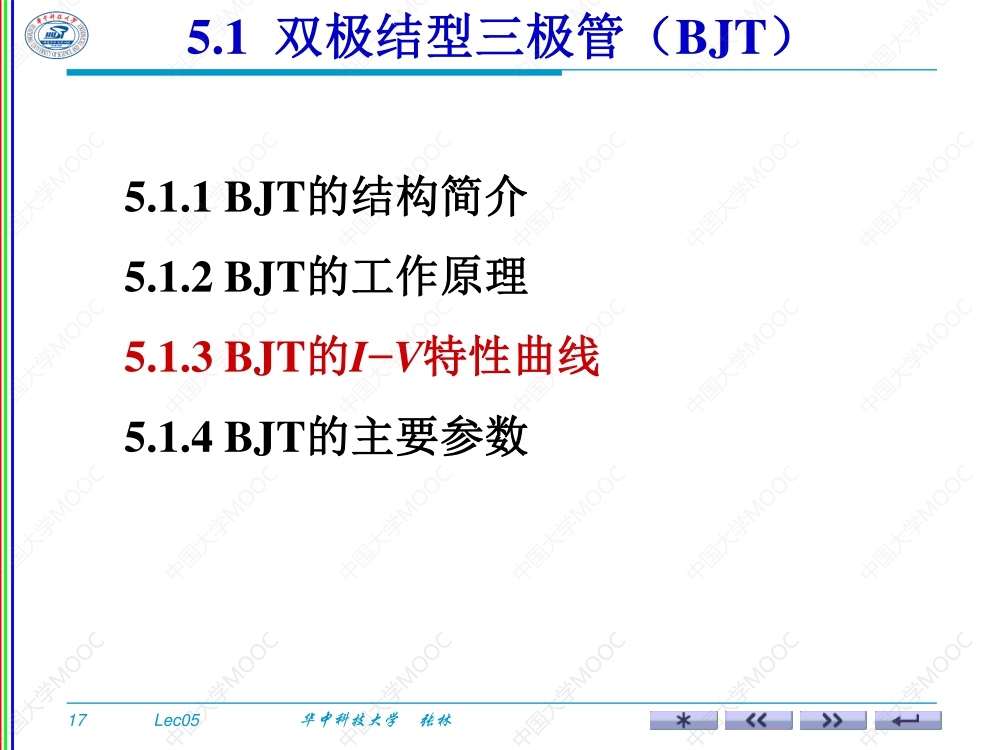 5.1 双极结型三极管（BJT）
5.1.1 BJT的结构简介
5.1.2 BJT的工作原理
5.1.3 BJT的I–V特性曲线
5.1.4 BJT的主要参数
17 Lec05 华中科技大学 张林
中国大学MOOC